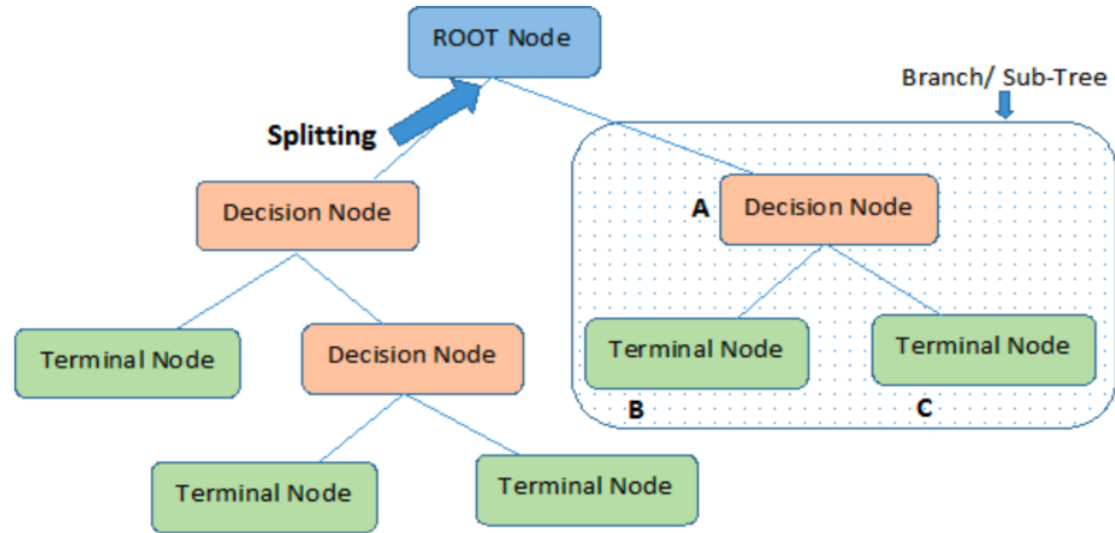 ROOT Node
Branch/ Sub-Tree
Splitting
Decision Node
A
Decision Node
Terminal Node
Decision Node
Terminal Node
Terminal Node
B
C
Terminal Node
Terminal Node